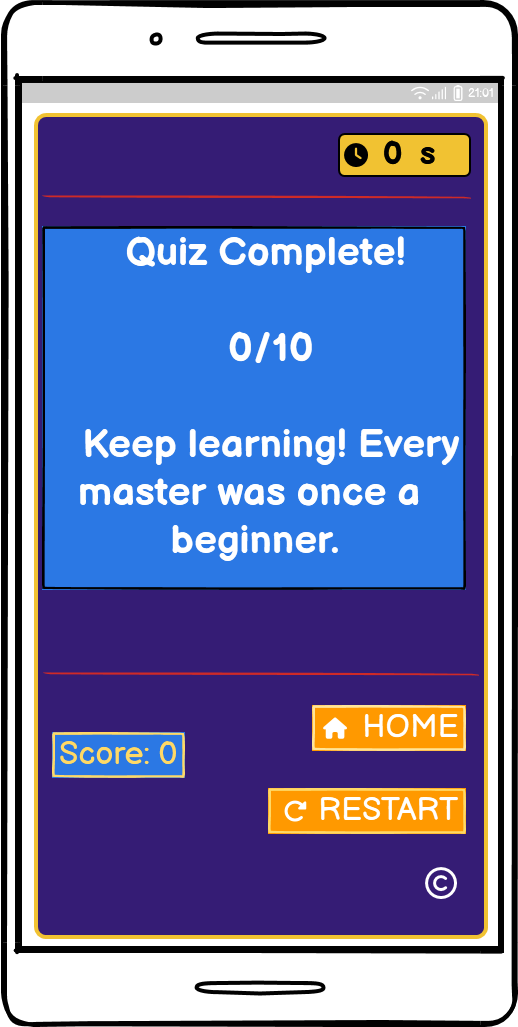 21:01
0 s
Quiz Complete!
0/10
Keep learning! Every
master was once a
beginner.
HOME
Score: 0
RESTART
©